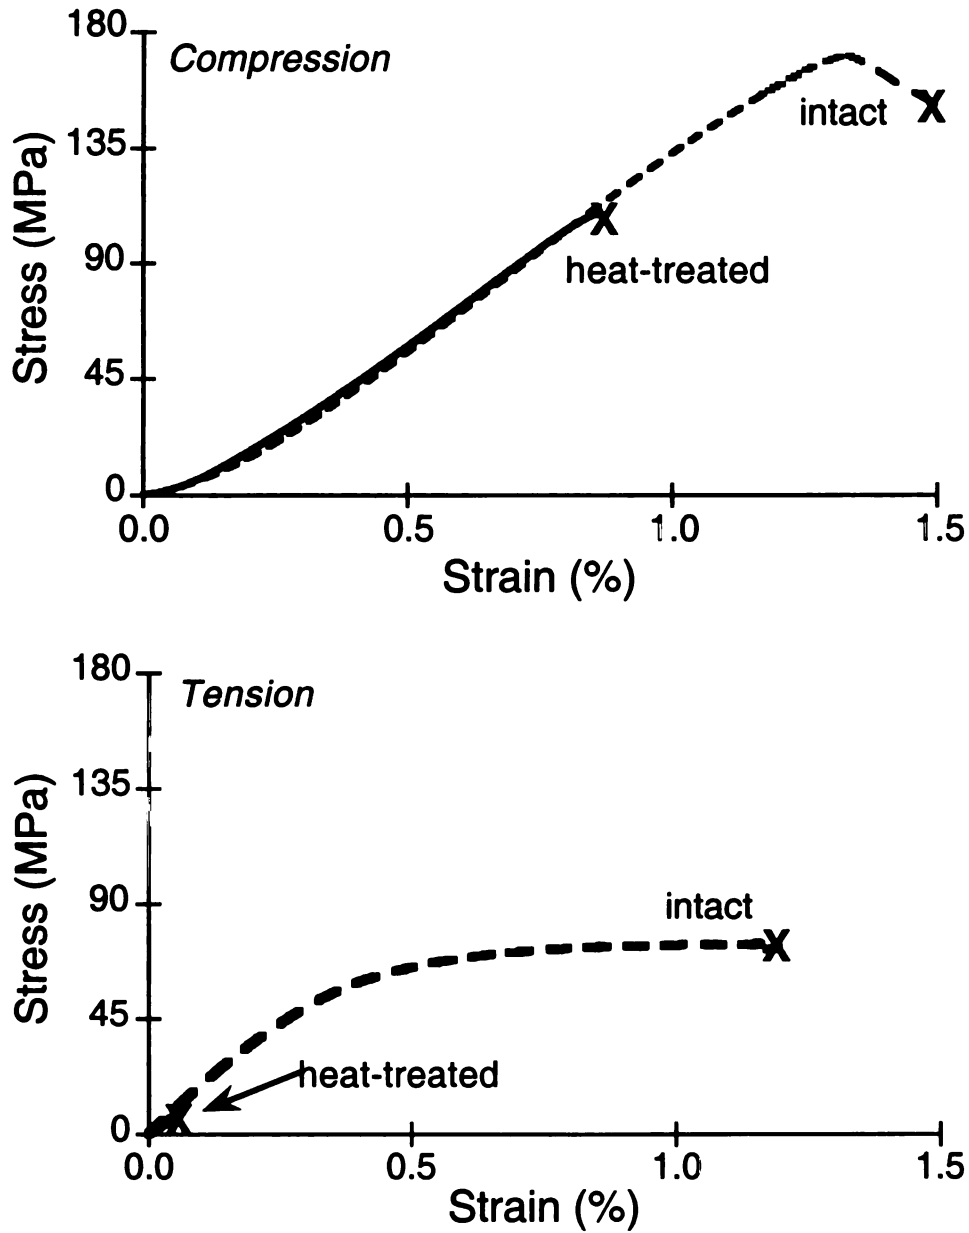 180
Compression
intact
135
90
heat-treated
45
0
Stress (MPa)
0.0 0.5 1.0 1.5
Strain (%)
180
Tension
135
90
intact
45
heat-treated
0
Stress (MPa)
0.0 0.5 1.0 1.5
Strain (%)